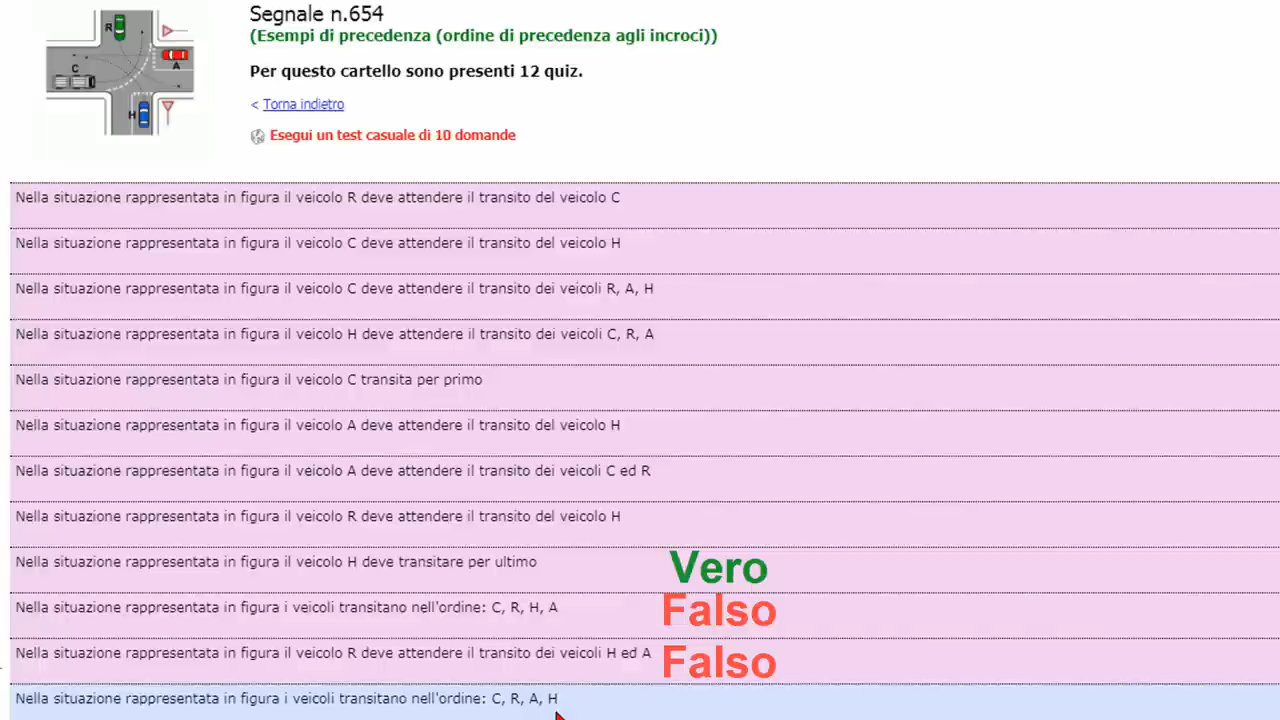 Segnale n.654
(Esempi di precedenza (ordine di precedenza agli incroci))
Per questo cartello sono presenti 12 quiz.
< Torna indietro
Esegui un test casuale di 10 domande
R
A
C
H
Nella situazione rappresentata in figura il veicolo R deve attendere il transito del veicolo C
Nella situazione rappresentata in figura il veicolo C deve attendere il transito del veicolo H
Nella situazione rappresentata in figura il veicolo C deve attendere il transito dei veicoli R, A, H
Nella situazione rappresentata in figura il veicolo H deve attendere il transito dei veicoli C, R, A
Nella situazione rappresentata in figura il veicolo C transita per primo
Nella situazione rappresentata in figura il veicolo A deve attendere il transito del veicolo H
Nella situazione rappresentata in figura il veicolo A deve attendere il transito dei veicoli C ed R
Nella situazione rappresentata in figura il veicolo R deve attendere il transito del veicolo H
Nella situazione rappresentata in figura il veicolo H deve transitare per ultimo Vero
Nella situazione rappresentata in figura i veicoli transitano nell'ordine: C, R, H, A Falso
Nella situazione rappresentata in figura il veicolo R deve attendere il transito dei veicoli H ed A Falso
Nella situazione rappresentata in figura i veicoli transitano nell'ordine: C, R, A, H